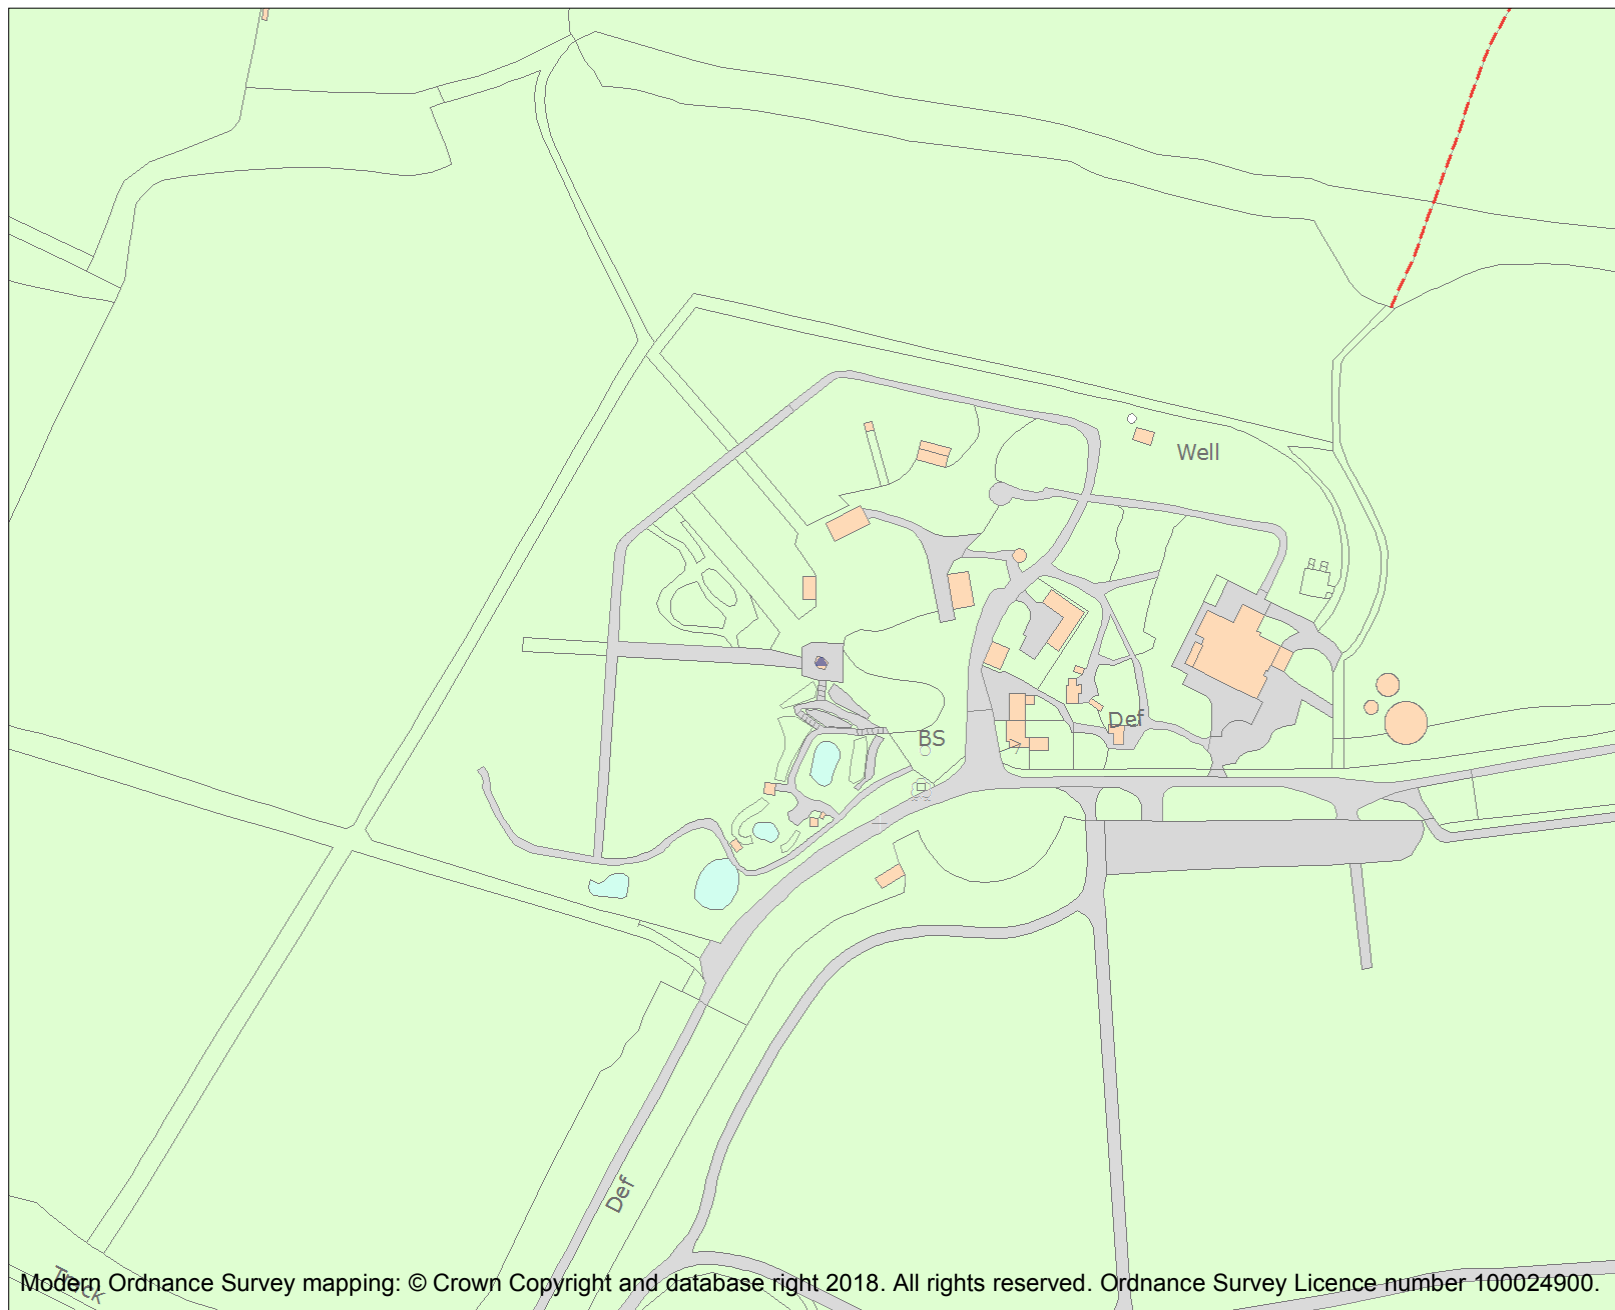 Well
Def
BS
Def
Track
Modern Ordnance Survey mapping: © Crown Copyright and database right 2018. All rights reserved. Ordnance Survey Licence number 100024900.